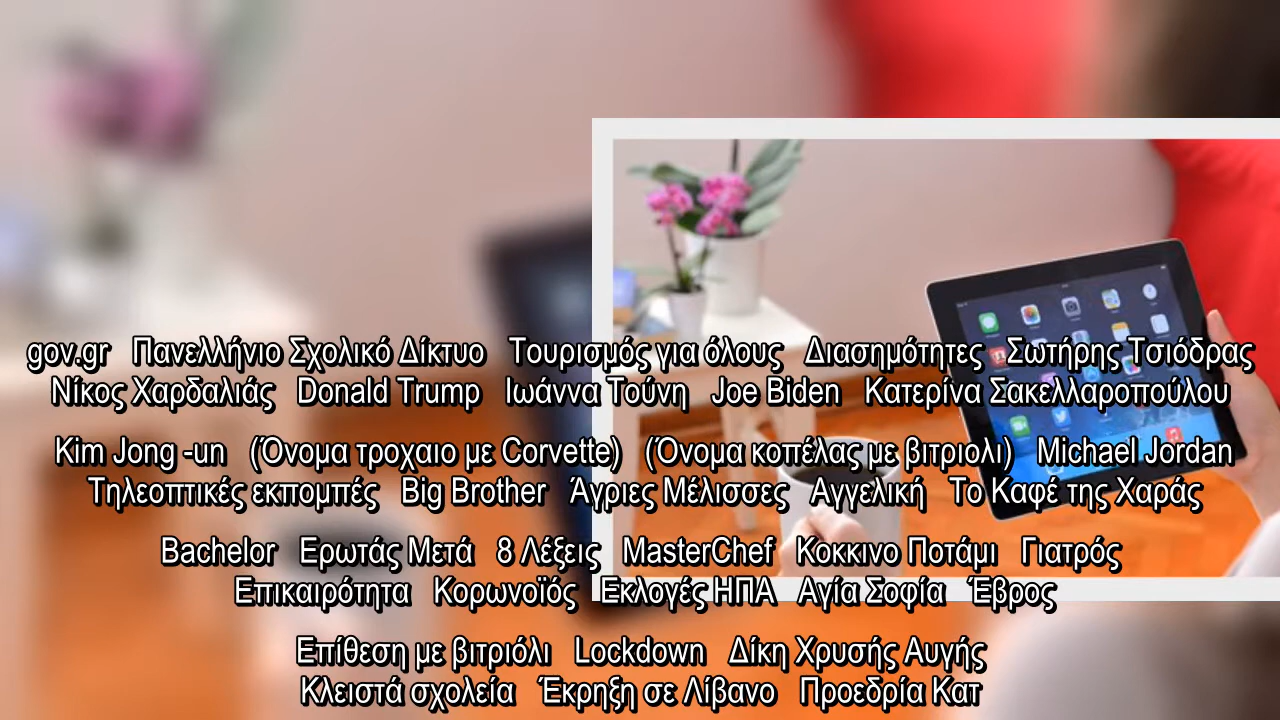 gov.gr Πανελλήνιο Σχολικό Δίκτυο Τουρισμός για όλους Διασημότητες Σωτήρης Τσιόδρας
Νίκος Χαρδαλιάς Donald Trump Ιωάννα Τούνη Joe Biden Κατερίνα Σακελλαροπούλου
Kim Jong -un (Όνομα τροχαιο με Corvette) (Όνομα κοπέλας με βιτριολι) Michael Jordan
Τηλεοπτικές εκπομπές Big Brother Άγριες Μέλισσες Αγγελική Το Καφέ της Χαράς
Bachelor Ερωτάς Μετά 8 Λέξεις MasterChef Κοκκινο Ποτάμι Γιατρός
Επικαιρότητα Κορωνοϊός Εκλογές ΗΠΑ Αγία Σοφία Έβρος
Επίθεση με βιτριόλι Lockdown Δίκη Χρυσής Αυγής
Κλειστά σχολεία Έκρηξη σε Λίβανο Προεδρία Κατ